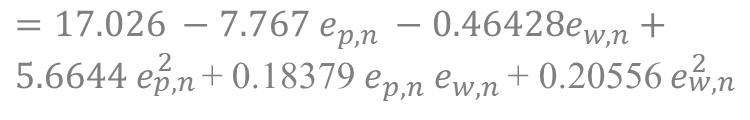 = 17.026 − 7.767 e_{p,n} − 0.46428e_{w,n} +
5.6644 e_{p,n}^{2} + 0.18379 e_{p,n} e_{w,n} + 0.20556 e_{w,n}^{2}